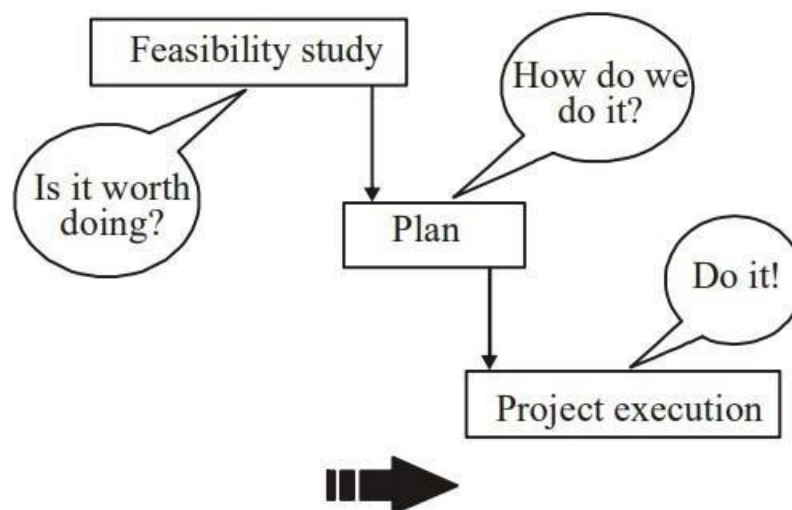 Feasibility study
How do we
do it?
Is it worth
doing?
Plan
Do it!
Project execution